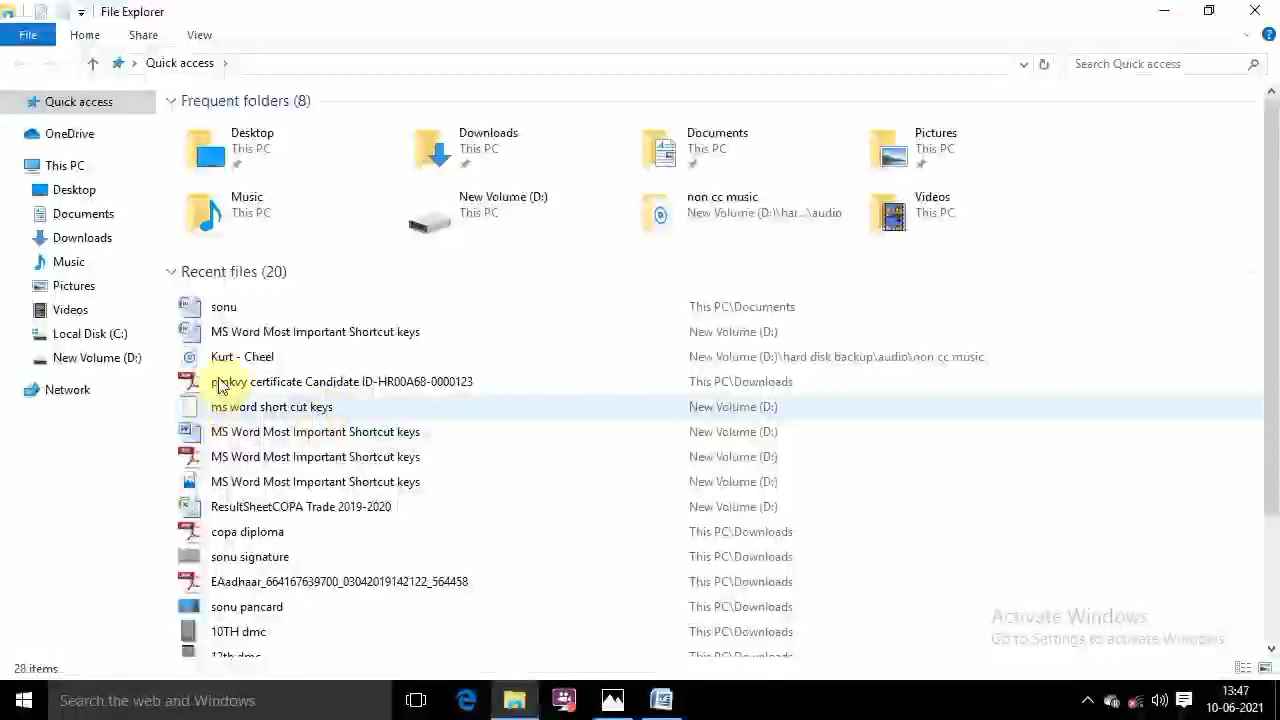 File Explorer
File Home Share View
Quick access
Search Quick access
Quick access
OneDrive
This PC
Desktop
Documents
Downloads
Music
Pictures
Videos
Local Disk (C:)
New Volume (D:)
Network
Frequent folders (8)
Desktop
This PC
Downloads
This PC
Documents
This PC
Pictures
This PC
Music
This PC
New Volume (D:)
This PC
non cc music
New Volume (D:)\har...\audio
Videos
This PC
Recent files (20)
sonu This PC\Documents
MS Word Most Important Shortcut keys New Volume (D:)
Kurt - Cheel New Volume (D:)\hard disk backup\audio\non cc music
certificate Candidate ID-HR00A68-0000123 This PC\Downloads
ms word short cut keys New Volume (D:)
MS Word Most Important Shortcut keys New Volume (D:)
MS Word Most Important Shortcut keys New Volume (D:)
MS Word Most Important Shortcut keys New Volume (D:)
ResultSheetCOPA Trade 2019-2020 New Volume (D:)
copa diploma This PC\Downloads
sonu signature This PC\Downloads
EAadhaar_664167639700_03042019142122_564458 This PC\Downloads
sonu pancard This PC\Downloads
10TH dmc This PC\Downloads
12th dmc
Activate Windows
Go to Settings to activate Windows
28 items
Search the web and Windows
13:47
10-06-2021